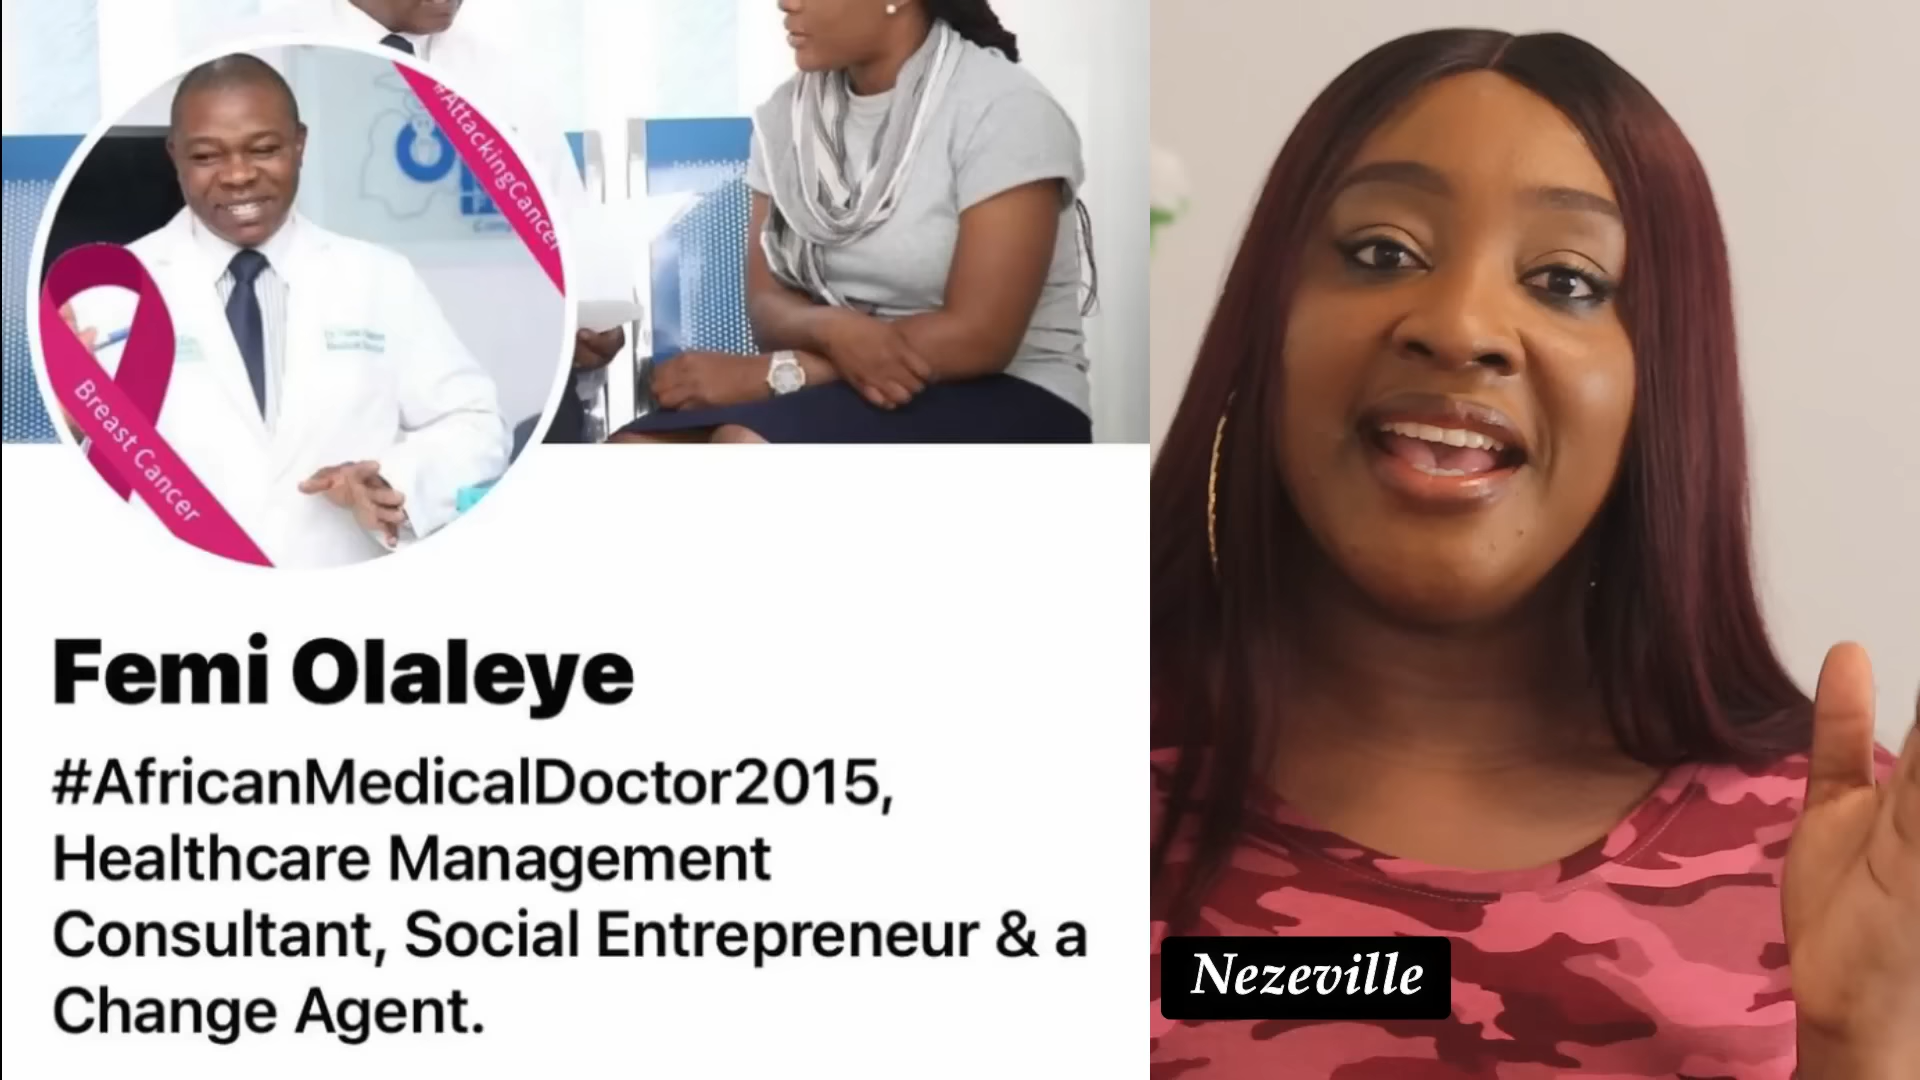 #AttackingCancer
Breast Cancer
Femi Olaleye
#AfricanMedicalDoctor2015,
Healthcare Management
Consultant, Social Entrepreneur & a
Change Agent.
Nezeville